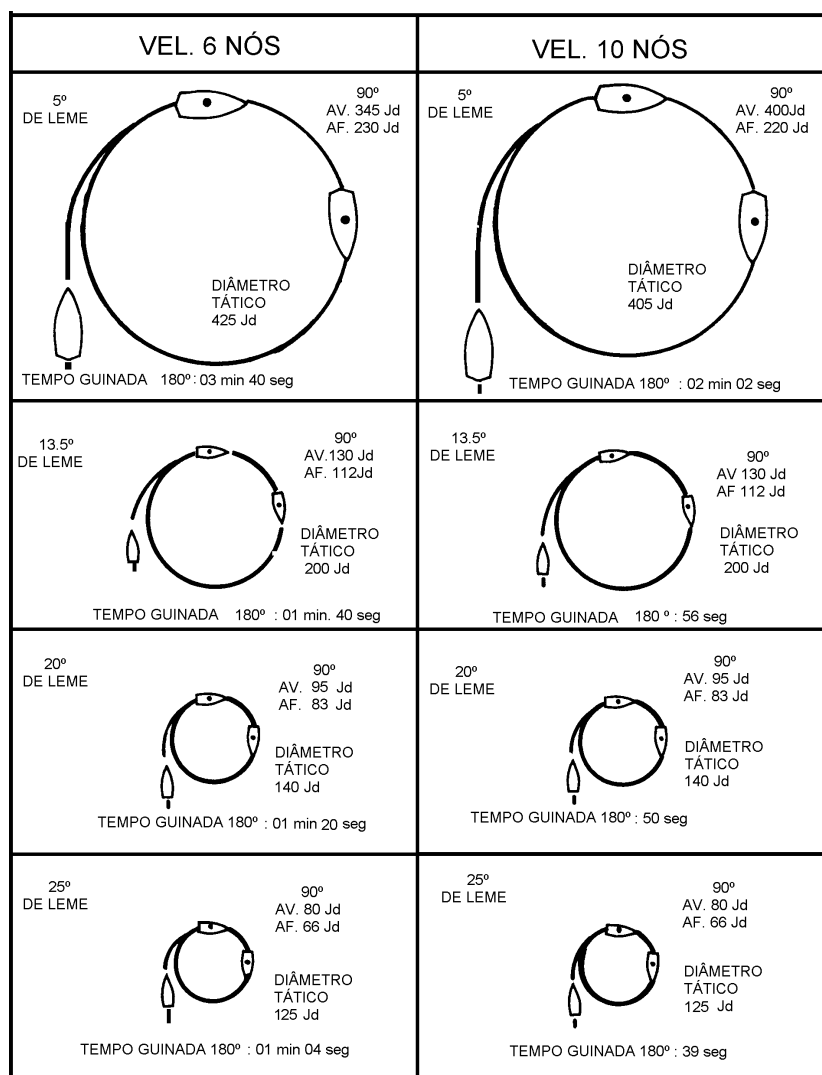 VEL. 6 NÓS
VEL. 10 NÓS
5º
DE LEME
90º
AV. 345 Jd
AF. 230 Jd
DIÂMETRO
TÁTICO
425 Jd
TEMPO GUINADA 180º : 03 min 40 seg
5º
DE LEME
90º
AV. 400Jd
AF. 220 Jd
DIÂMETRO
TÁTICO
405 Jd
TEMPO GUINADA 180º : 02 min 02 seg
13.5º
DE LEME
90º
AV.130 Jd
AF. 112Jd
DIÂMETRO
TÁTICO
200 Jd
TEMPO GUINADA 180º : 01 min. 40 seg
13.5º
DE LEME
90º
AV 130 Jd
AF 112 Jd
DIÂMETRO
TÁTICO
200 Jd
TEMPO GUINADA 180 º : 56 seg
20º
DE LEME
90º
AV. 95 Jd
AF. 83 Jd
DIÂMETRO
TÁTICO
140 Jd
TEMPO GUINADA 180º : 01 min 20 seg
20º
DE LEME
90º
AV. 95 Jd
AF. 83 Jd
DIÂMETRO
TÁTICO
140 Jd
TEMPO GUINADA 180º : 50 seg
25º
DE LEME
90º
AV. 80 Jd
AF. 66 Jd
DIÂMETRO
TÁTICO
125 Jd
TEMPO GUINADA 180º : 01 min 04 seg
25º
DE LEME
90º
AV. 80 Jd
AF. 66 Jd
DIÂMETRO
TÁTICO
125 Jd
TEMPO GUINADA 180º : 39 seg